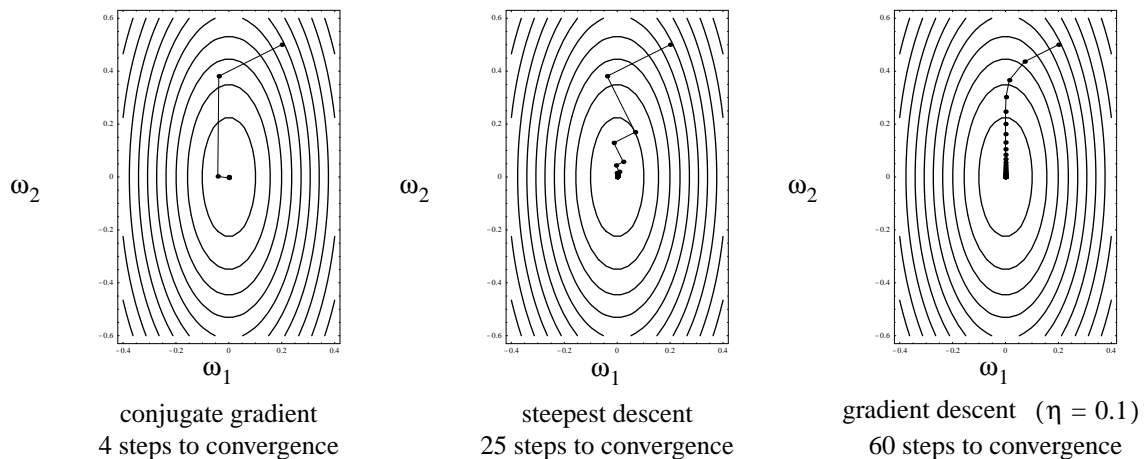 0.6
0.4
0.2
0
−0.2
−0.4
−0.6
−0.4 −0.2 0 0.2 0.4
ω2
ω1
conjugate gradient
4 steps to convergence
0.6
0.4
0.2
0
−0.2
−0.4
−0.6
−0.4 −0.2 0 0.2 0.4
ω2
ω1
steepest descent
25 steps to convergence
0.6
0.4
0.2
0
−0.2
−0.4
−0.6
−0.4 −0.2 0 0.2 0.4
ω2
ω1
gradient descent (η = 0.1)
60 steps to convergence